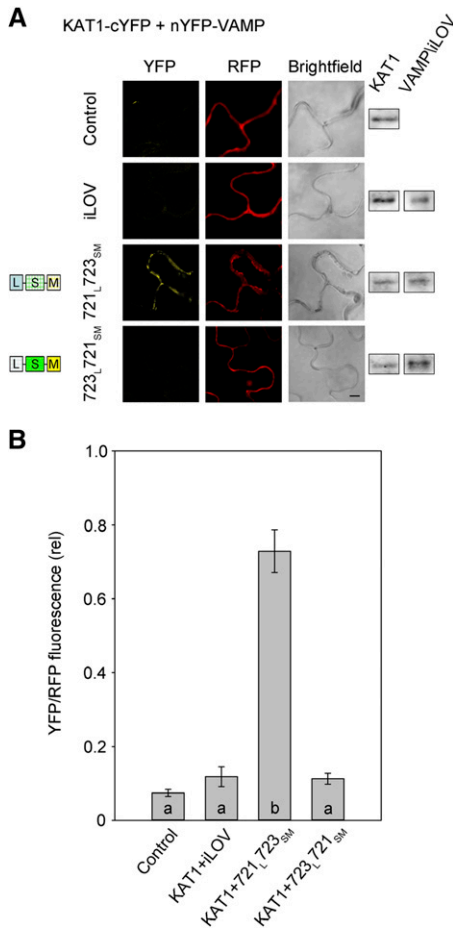 A
KAT1-cYFP + nYFP-VAMP
YFP RFP Brightfield KAT1 VAMP\iLOV
Control
iLOV
L S M 721L723SM
L S M 723L721SM
B
YFP/RFP fluorescence (rel)
1.0
0.8
0.6
0.4
0.2
0
a a b a
Control
KAT1+iLOV
KAT1+721L723SM
KAT1+723L721SM